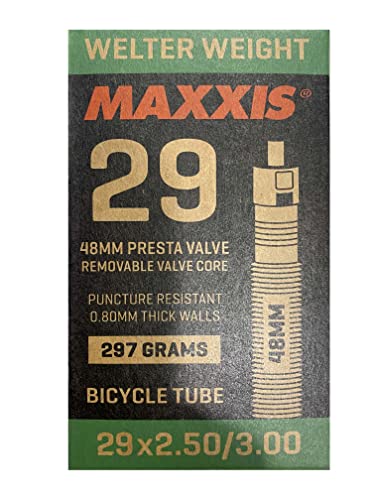 WELTER WEIGHT
MAXXIS®
29
48MM PRESTA VALVE
REMOVABLE VALVE CORE
PUNCTURE RESISTANT
0.80MM THICK WALLS
297 GRAMS
48MM
BICYCLE TUBE
29x2.50/3.00